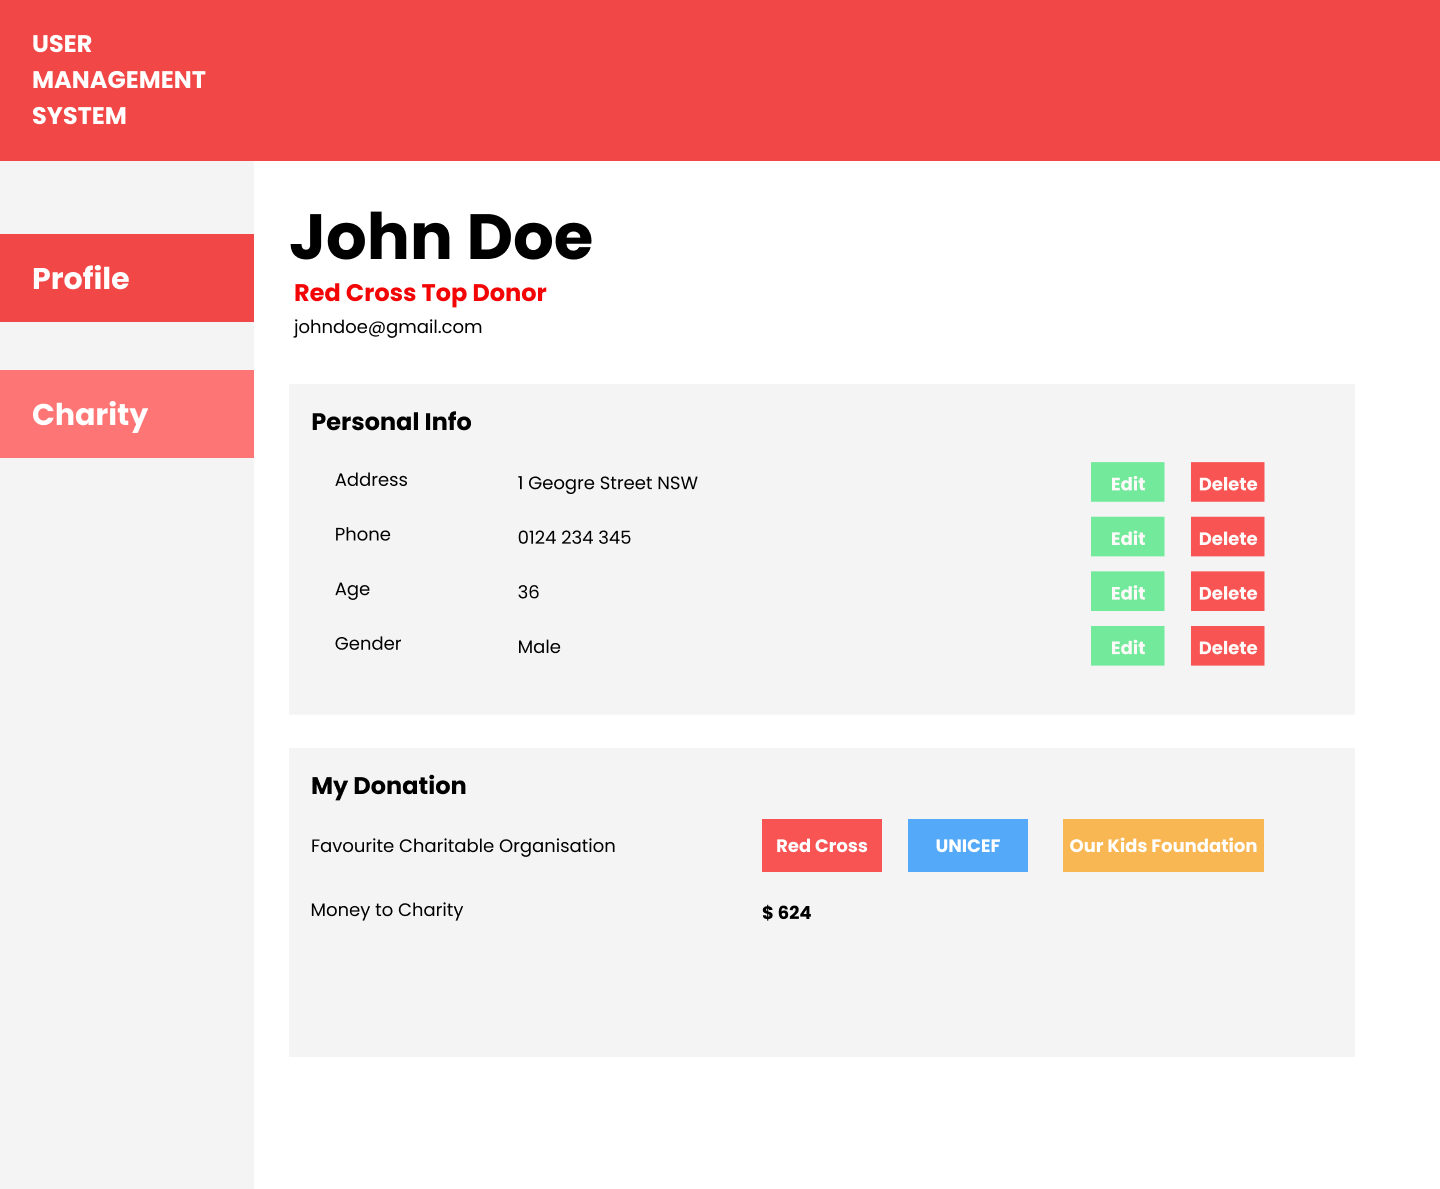 USER
MANAGEMENT
SYSTEM
Profile
Charity
John Doe
Red Cross Top Donor
johndoe@gmail.com
Personal Info
Address 1 Geogre Street NSW Edit Delete
Phone 0124 234 345 Edit Delete
Age 36 Edit Delete
Gender Male Edit Delete
My Donation
Favourite Charitable Organisation Red Cross UNICEF Our Kids Foundation
Money to Charity $ 624